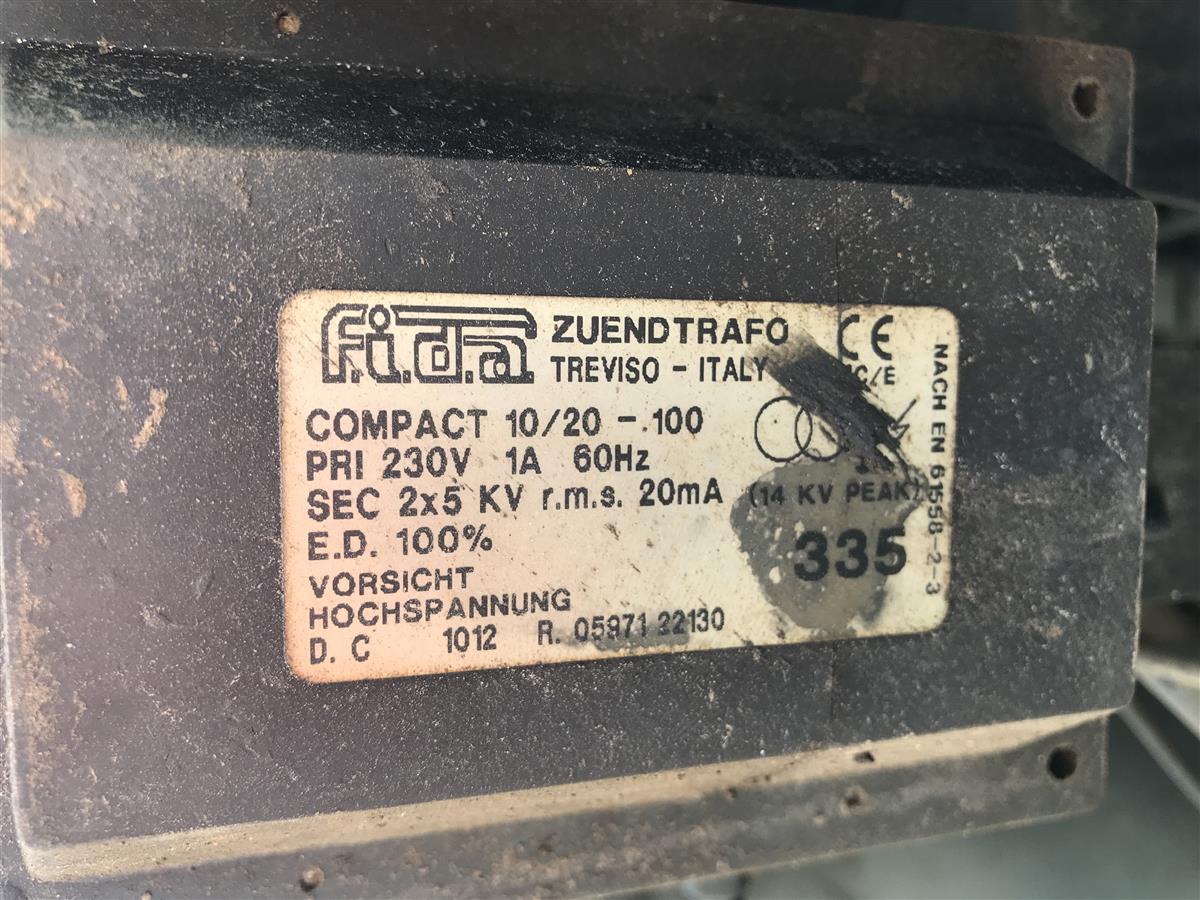 f.i.d.a ZUENDTRAFO
TREVISO - ITALY
CE
COMPACT 10/20 - 100
PRI 230V 1A 60Hz
SEC 2x5 KV r.m.s. 20mA (14 KV PEAK)
E.D. 100%
335
VORSICHT
HOCHSPANNUNG
D. C 1012 R. 05971 22130
NACH EN 61558-2-3